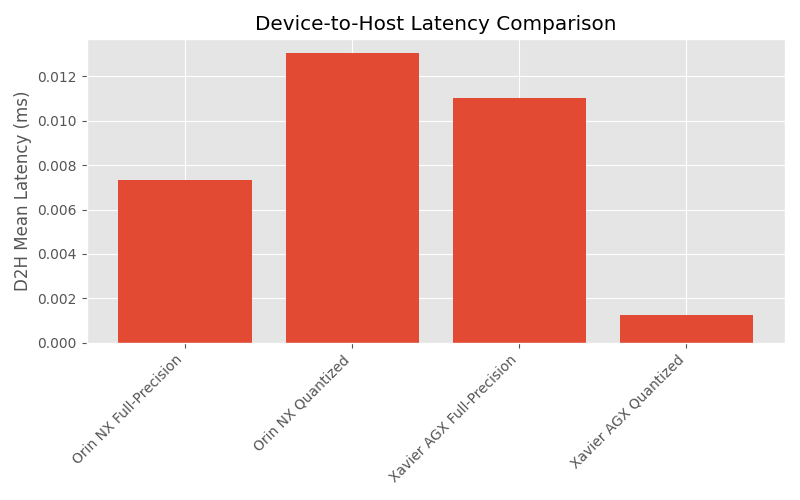 Device-to-Host Latency Comparison
D2H Mean Latency (ms)
0.012
0.010
0.008
0.006
0.004
0.002
0.000
Orin NX Full-Precision
Orin NX Quantized
Xavier AGX Full-Precision
Xavier AGX Quantized